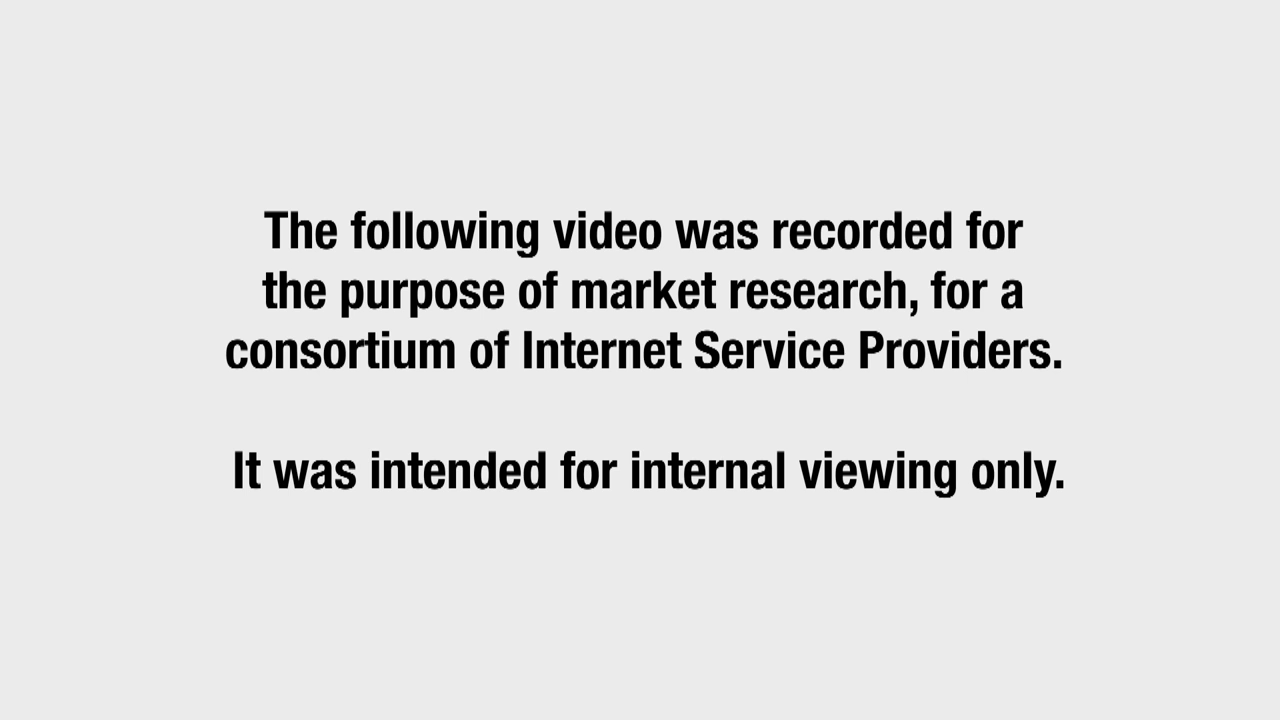 The following video was recorded for
the purpose of market research, for a
consortium of Internet Service Providers.
It was intended for internal viewing only.